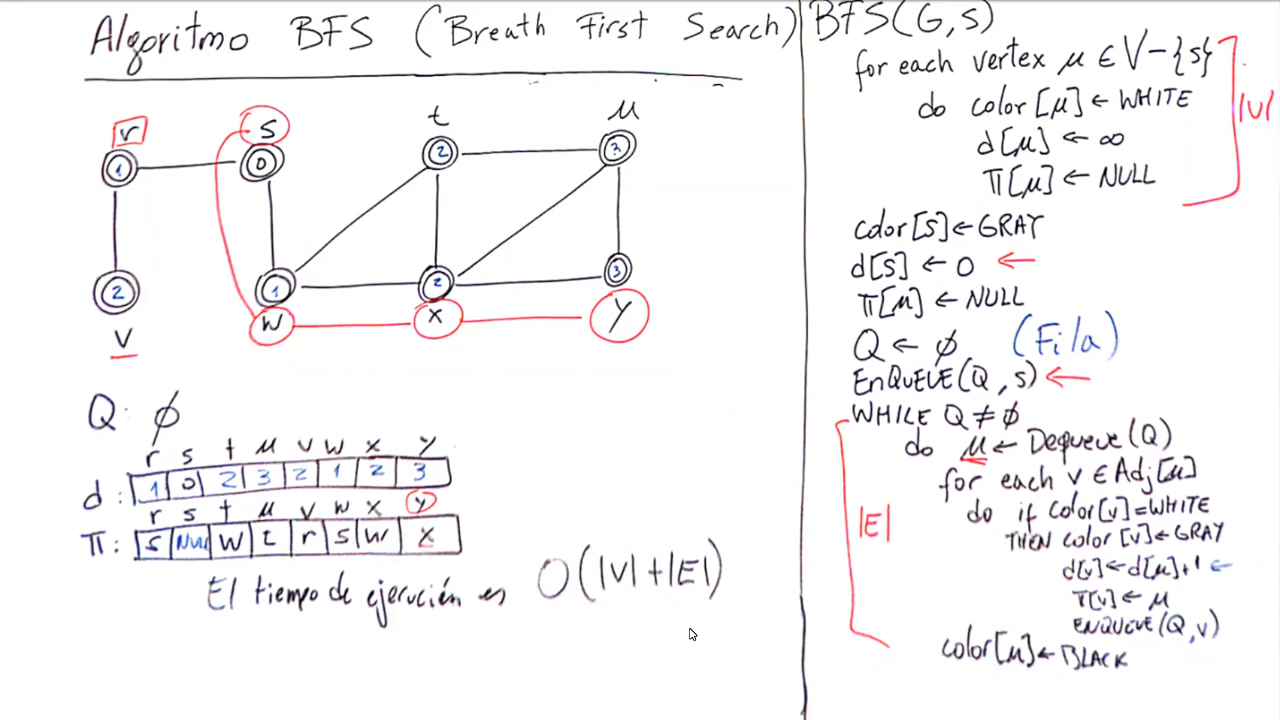 Algoritmo BFS (Breath First Search)
r s t μ
1 0 2 3
2 1 2 3
v w x y
Q: ∅
r s t μ v w x y
d: 1 0 2 3 2 1 2 3
r s t μ v w x y
π: s Null w t r s w x
El tiempo de ejecución es O(|V|+|E|)
BFS(G,S)
for each vertex μ ∈ V-{s}
do color[μ] ← WHITE
d[μ] ← ∞
π[μ] ← NULL
|V|
color[s] ← GRAY
d[s] ← 0 ←
π[μ] ← NULL
Q ← ∅ (Fila)
EnQUEUE(Q,s) ←
WHILE Q ≠ ∅
do μ ← Dequeue(Q)
for each v ∈ Adj[μ]
do if color[v]=WHITE
THEN color[v] ← GRAY
d[v] ← d[μ]+1 ←
π[v] ← μ
ENQUEUE(Q,v)
color[μ] ← BLACK
|E|